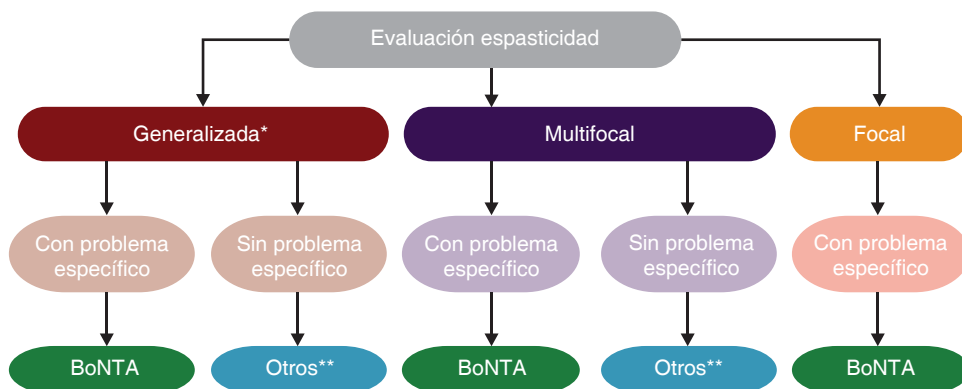 Evaluación espasticidad
Generalizada*
Multifocal
Focal
Con problema
específico
Sin problema
específico
Con problema
específico
Sin problema
específico
Con problema
específico
BoNTA
Otros**
BoNTA
Otros**
BoNTA